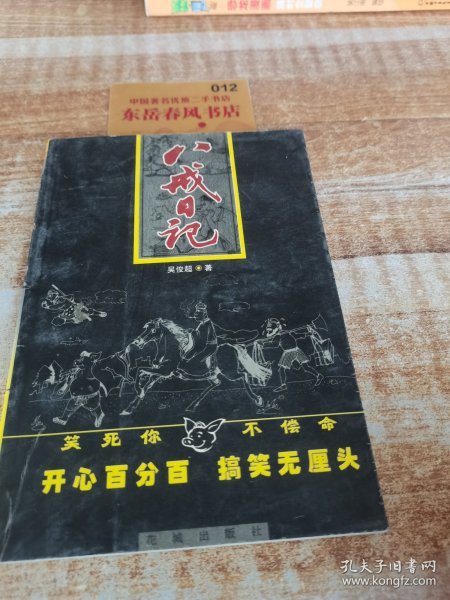 012
中国著名优质二手书店
东岳春风书店
八戒日记
吴俊超 著
笑死你 不偿命
开心百分百 搞笑无厘头
花城出版社
孔夫子旧书网
www.kongfz.com